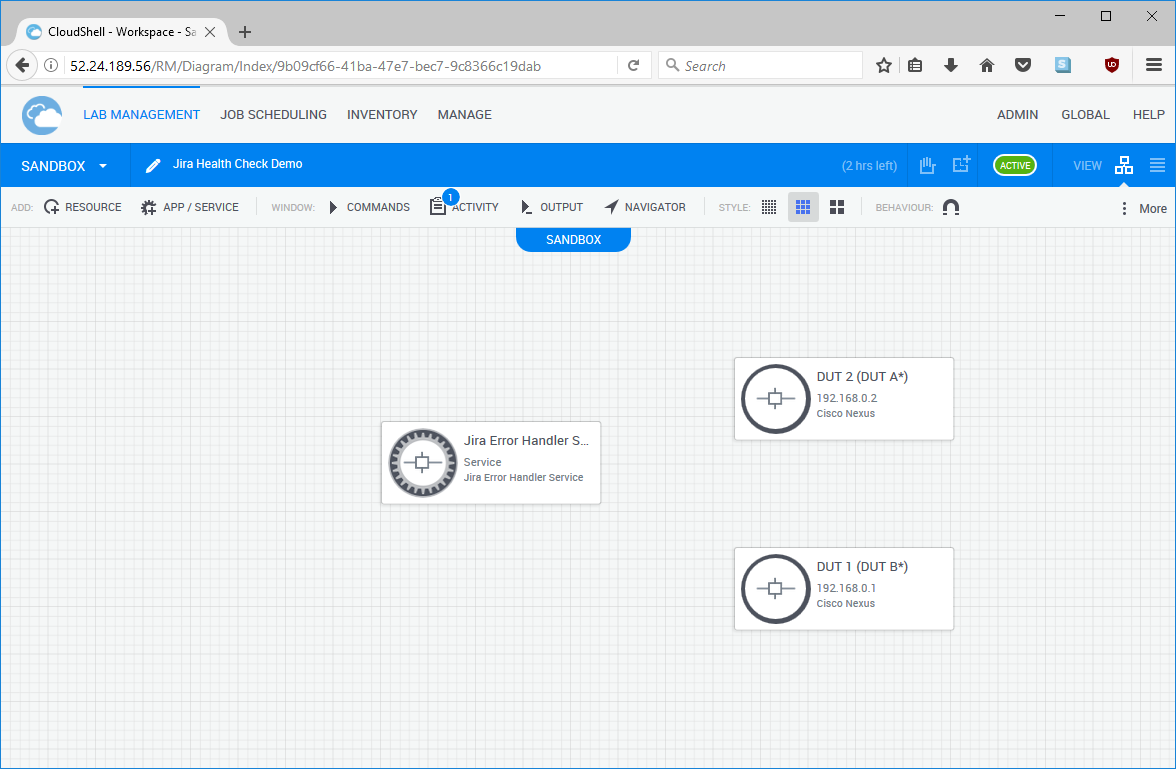 CloudShell - Workspace - Sa
52.24.189.56/RM/Diagram/Index/9b09cf66-41ba-47e7-bec7-9c8366c19dab
Search
S
LAB MANAGEMENT JOB SCHEDULING INVENTORY MANAGE ADMIN GLOBAL HELP
SANDBOX Jira Health Check Demo (2 hrs left) ACTIVE VIEW
ADD: RESOURCE APP / SERVICE WINDOW: COMMANDS 1 ACTIVITY OUTPUT NAVIGATOR STYLE: BEHAVIOUR: More
SANDBOX
DUT 2 (DUT A*)
192.168.0.2
Cisco Nexus
Jira Error Handler S...
Service
Jira Error Handler Service
DUT 1 (DUT B*)
192.168.0.1
Cisco Nexus